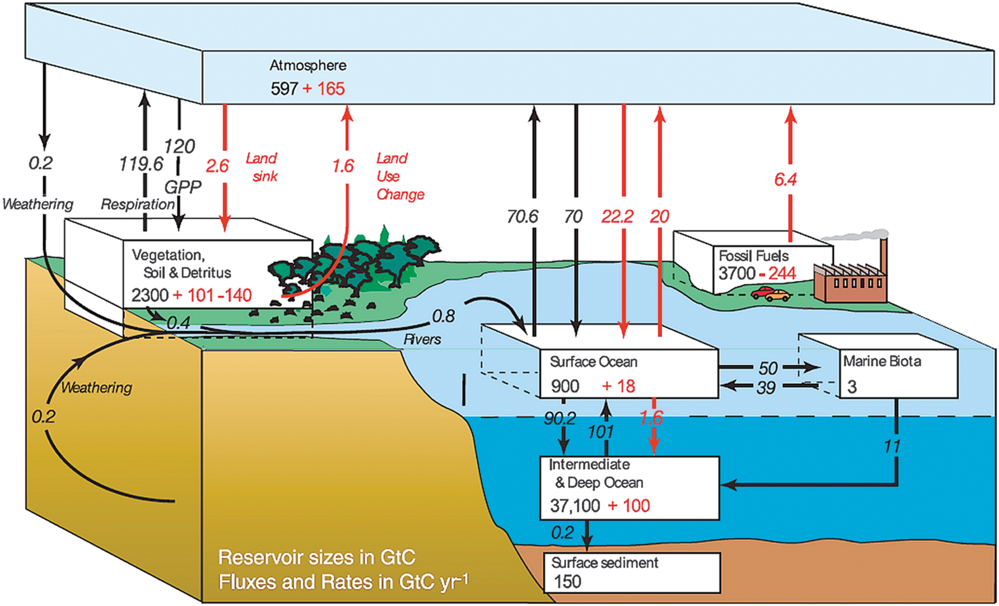 Atmosphere
597 + 165
0.2
Weathering
119.6
Respiration
120
GPP
2.6
Land
sink
1.6
Land
Use
Change
70.6
70
22.2
20
6.4
Vegetation,
Soil & Detritus
2300 + 101 -140
Fossil Fuels
3700 - 244
0.4
0.8
Rivers
Surface Ocean
900 + 18
50
39
Marine Biota
3
Weathering
0.2
90.2
101
1.6
11
Intermediate
& Deep Ocean
37,100 + 100
0.2
Surface sediment
150
Reservoir sizes in GtC
Fluxes and Rates in GtC yr⁻¹